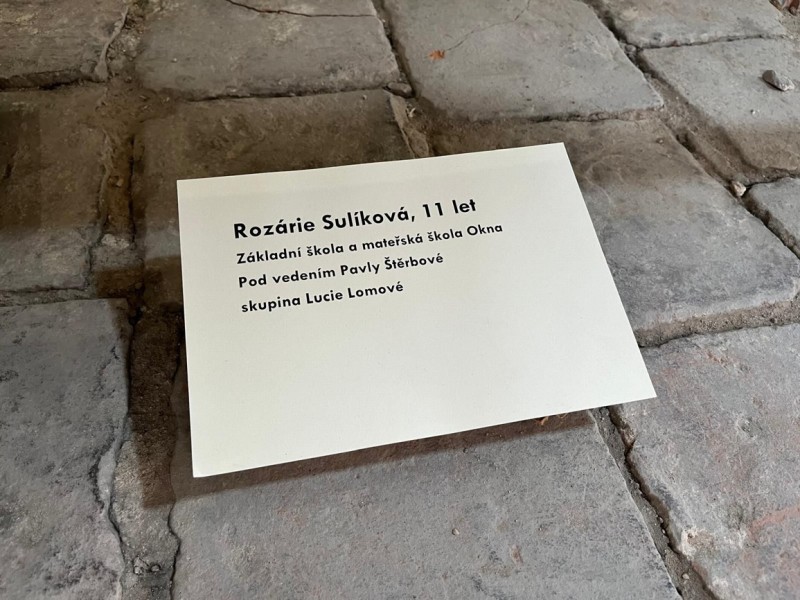 Rozárie Sulíková, 11 let
Základní škola a mateřská škola Okna
Pod vedením Pavly Štěrbové
skupina Lucie Lomové